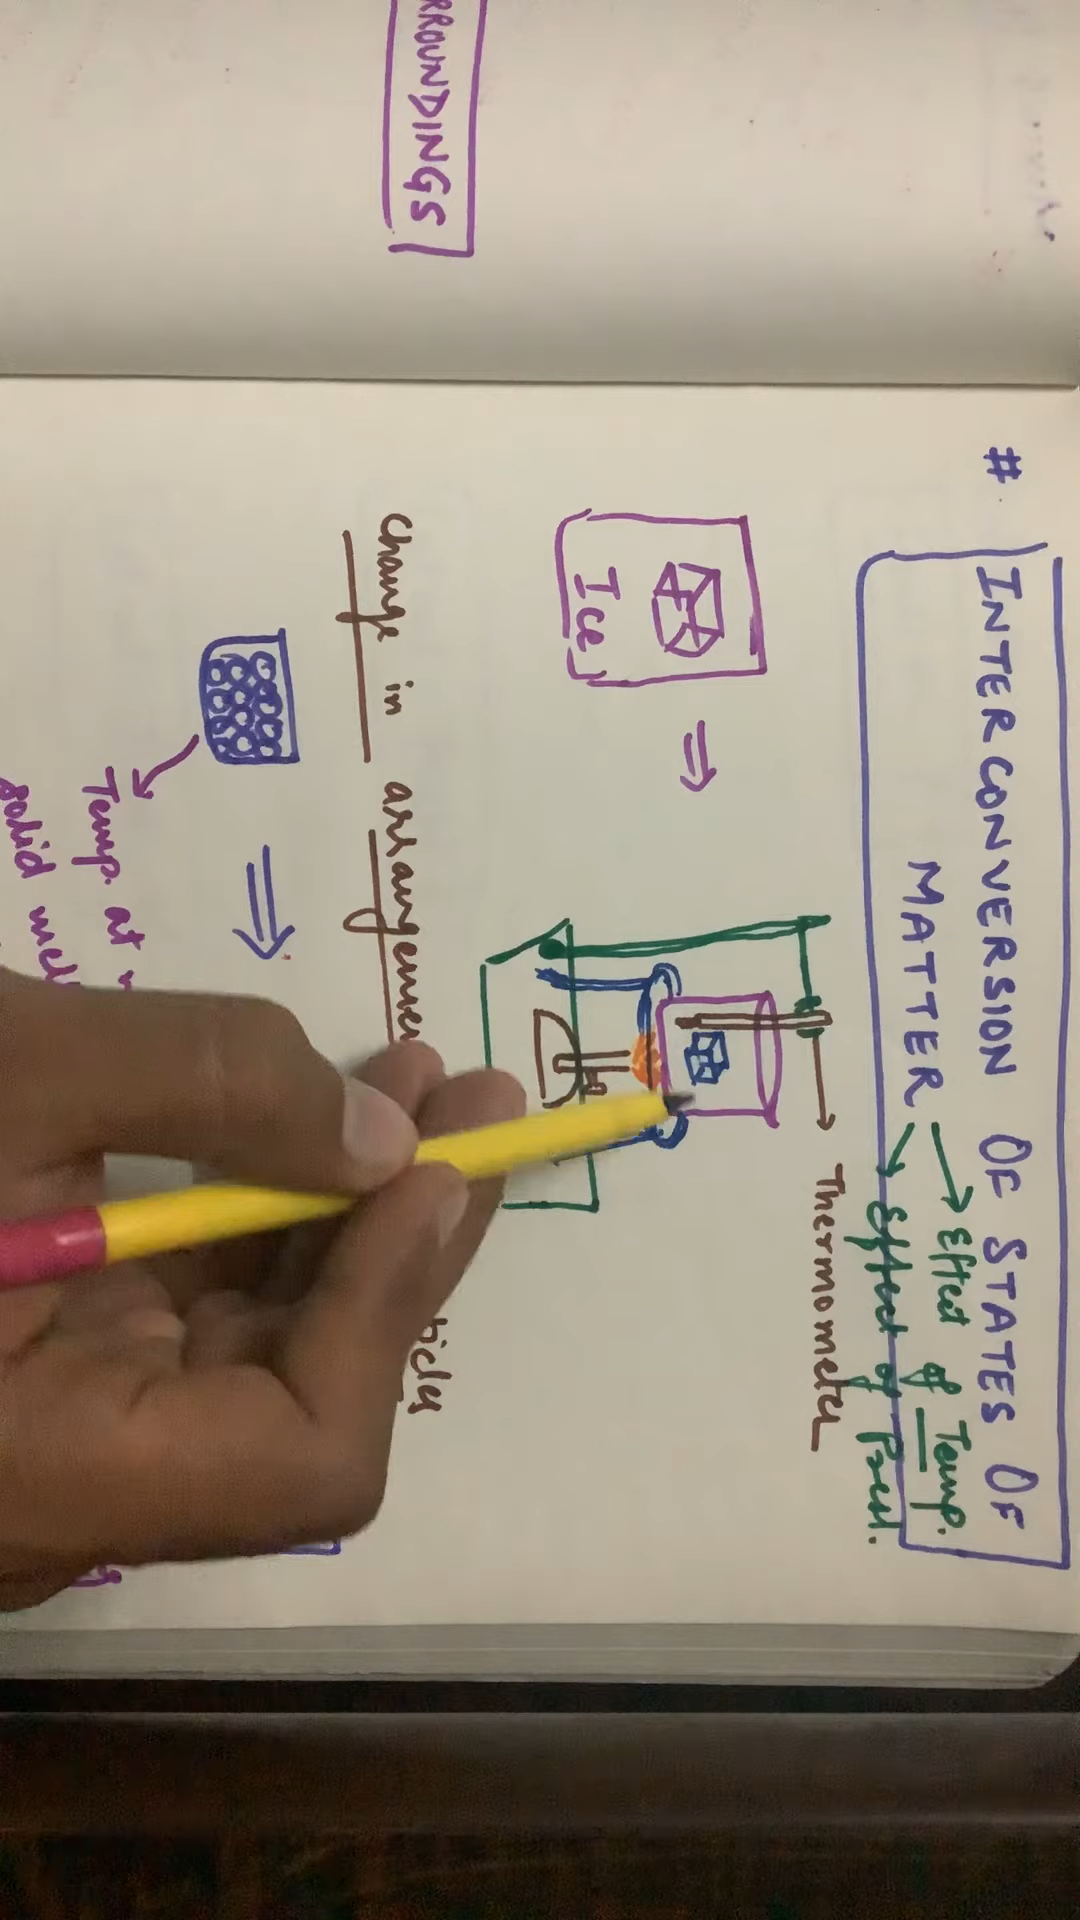 RROUNDINGS
# INTERCONVERSION OF STATES OF
MATTER → Effect of Temp.
→ Effect of Press.
Thermometer
Ice
Change in
Temp. at
solid